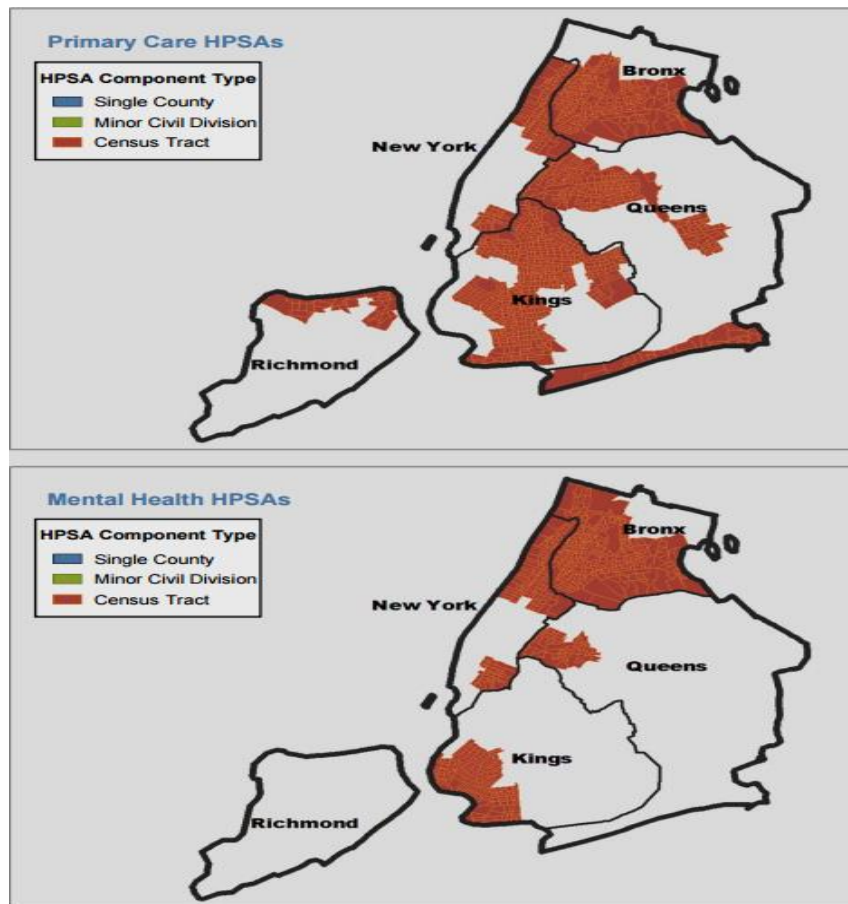 Primary Care HPSAs
HPSA Component Type
Single County
Minor Civil Division
Census Tract
Bronx
New York
Queens
Kings
Richmond
Mental Health HPSAs
HPSA Component Type
Single County
Minor Civil Division
Census Tract
Bronx
New York
Queens
Kings
Richmond